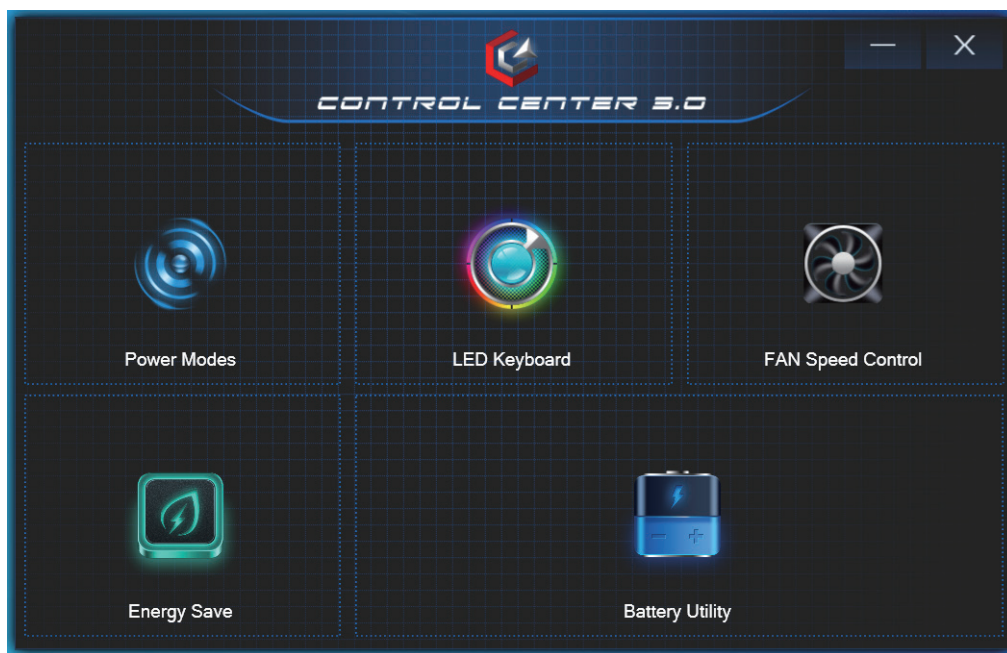 CONTROL CENTER 3.0
Power Modes
LED Keyboard
FAN Speed Control
Energy Save
Battery Utility